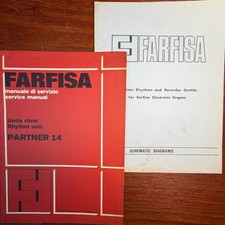 FARFISA
manuale di servizio
service manual
Unità ritmi
Rhythm unit
PARTNER 14
FARFISA
Rhythms and Recorder Outfits
for Farfisa Electronic Organs
SCHEMATIC DIAGRAMS